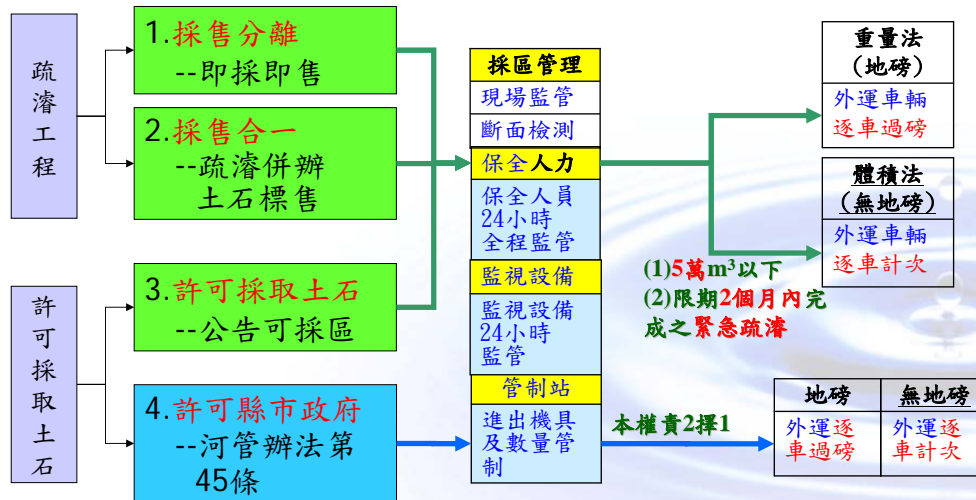 疏濬工程
1.採售分離
--即採即售
2.採售合一
--疏濬併辦
土石標售
許可採取土石
3.許可採取土石
--公告可採區
4.許可縣市政府
--河管辦法第
45條
採區管理
現場監管
斷面檢測
保全人力
保全人員
24小時
全程監管
監視設備
監視設備
24小時
監管
管制站
進出機具
及數量管
制
重量法
(地磅)
外運車輛
逐車過磅
體積法
(無地磅)
外運車輛
逐車計次
(1)5萬m³以下
(2)限期2個月內完
成之緊急疏濬
本權責2擇1
地磅
外運逐
車過磅
無地磅
外運逐
車計次